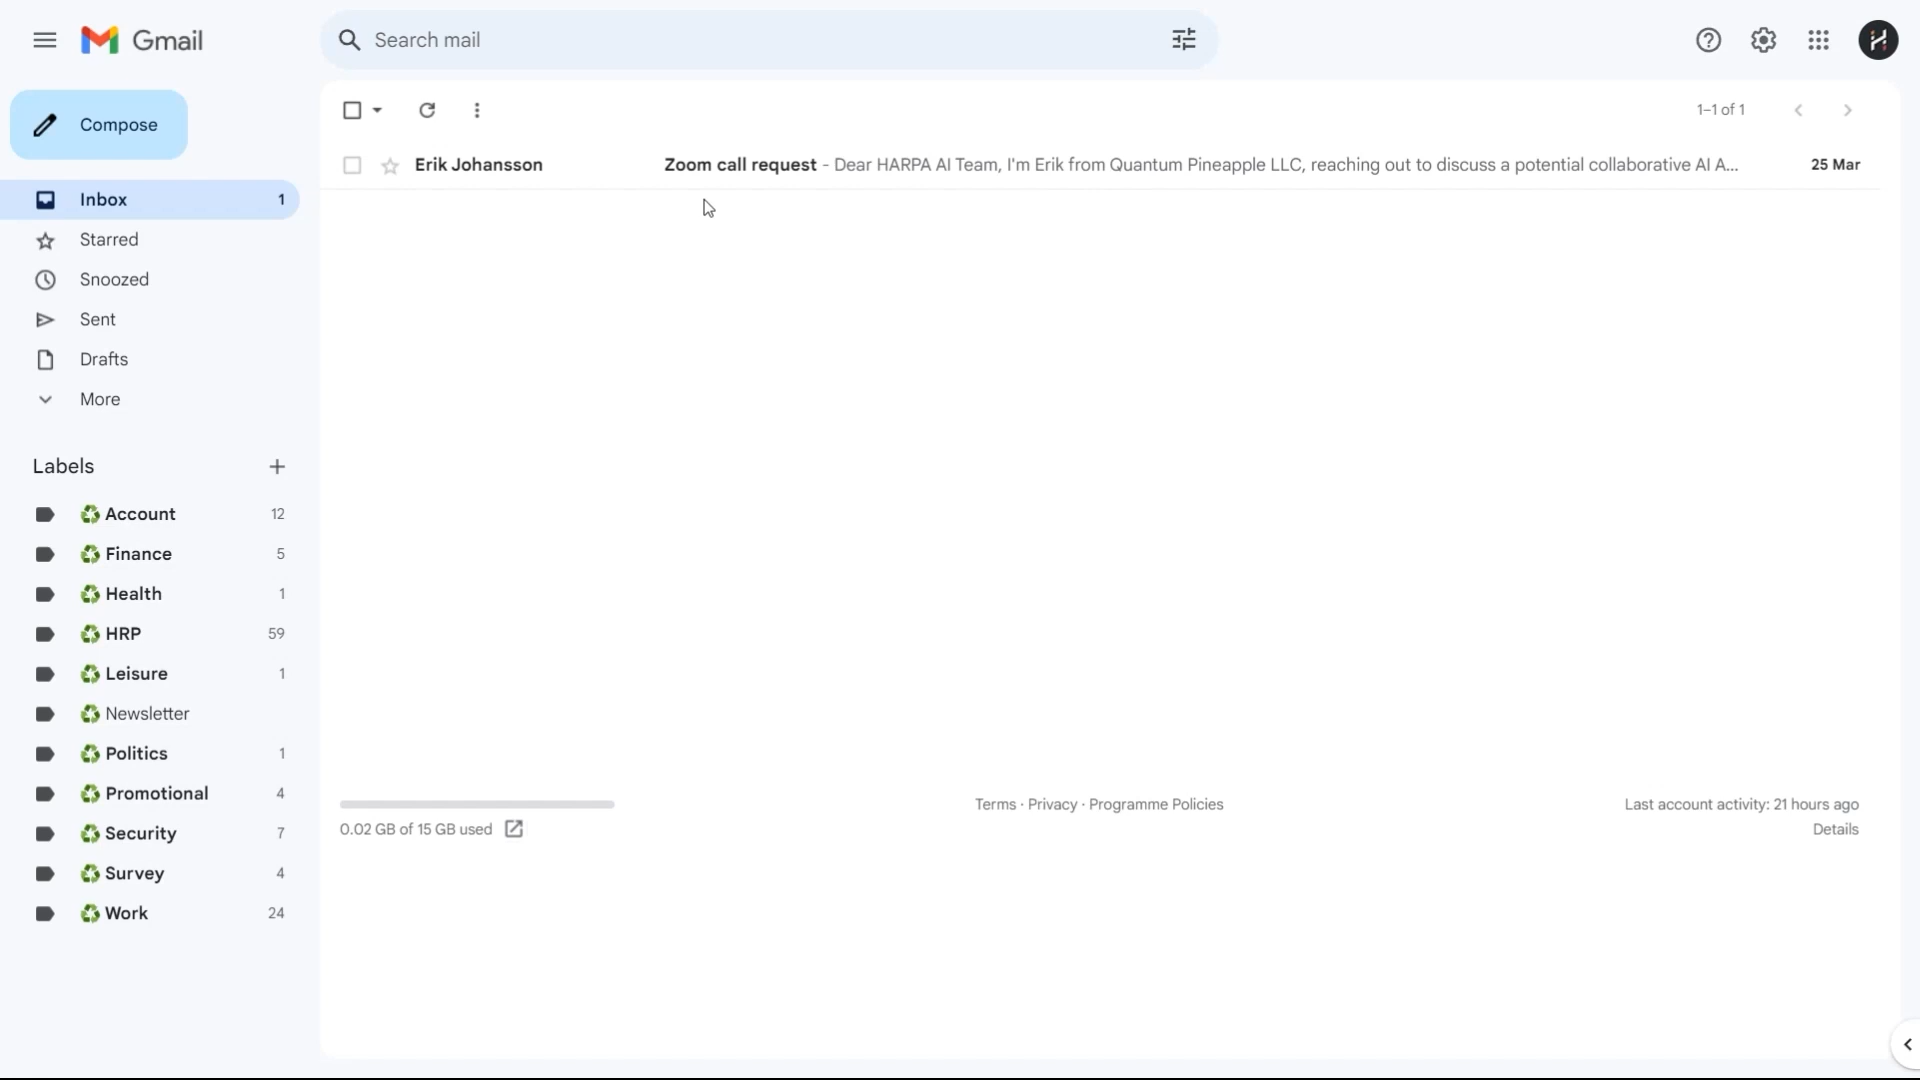 Gmail
Search mail
Compose
1–1 of 1
Erik Johansson Zoom call request - Dear HARPA AI Team, I'm Erik from Quantum Pineapple LLC, reaching out to discuss a potential collaborative AI A... 25 Mar
Inbox 1
Starred
Snoozed
Sent
Drafts
More
Labels
Account 12
Finance 5
Health 1
HRP 59
Leisure 1
Newsletter
Politics 1
Promotional 4
Security 7
Survey 4
Work 24
0.02 GB of 15 GB used
Terms · Privacy · Programme Policies
Last account activity: 21 hours ago
Details